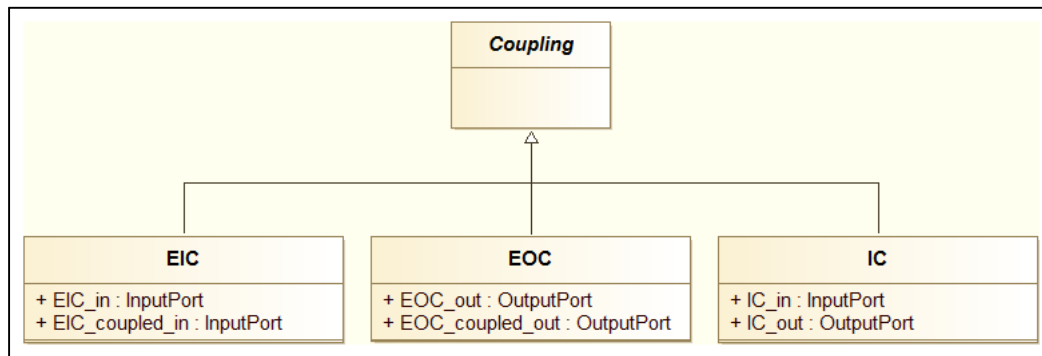 Coupling
EIC
+ EIC_in : InputPort
+ EIC_coupled_in : InputPort
EOC
+ EOC_out : OutputPort
+ EOC_coupled_out : OutputPort
IC
+ IC_in : InputPort
+ IC_out : OutputPort